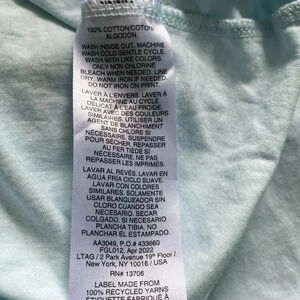 100% COTTON/COTON/
ALGODÓN
WASH INSIDE OUT. MACHINE
WASH COLD GENTLE CYCLE.
WASH WITH LIKE COLORS.
ONLY NON-CHLORINE
BLEACH WHEN NEEDED. LINE
DRY. WARM IRON IF NEEDED.
DO NOT IRON ON PRINT.
LAVER À L'ENVERS. LAVER À
LA MACHINE AU CYCLE
DÉLICAT À L'EAU FROIDE.
LAVER AVEC DES COULEURS
SIMILAIRES. UTILISER UN
AGENT DE BLANCHIMENT
SANS CHLORE SI
NÉCESSAIRE. SUSPENDRE
POUR SÉCHER. REPASSER
AU FER TIÈDE SI
NÉCESSAIRE. NE PAS
REPASSER LES IMPRIMÉS.
LAVAR AL REVÉS. LAVAR EN
AGUA FRÍA CICLO SUAVE.
LAVAR CON COLORES
SIMILARES. SOLAMENTE
USAR BLANQUEADOR SIN
CLORO CUANDO SEA
NECESARIO. SECAR
COLGADO. SI ES NECESARIO
PLANCHA TIBIA. NO
PLANCHAR EL ESTAMPADO.
AA3049, P.O.# 433660
FGL012, Apr 2022
LTAG / 2 Park Avenue 19th Floor /
New York, NY 10016 / USA
RN# 13706
LABEL MADE FROM
100% RECYCLED YARNS
ÉTIQUETTE FABRIQUÉE À